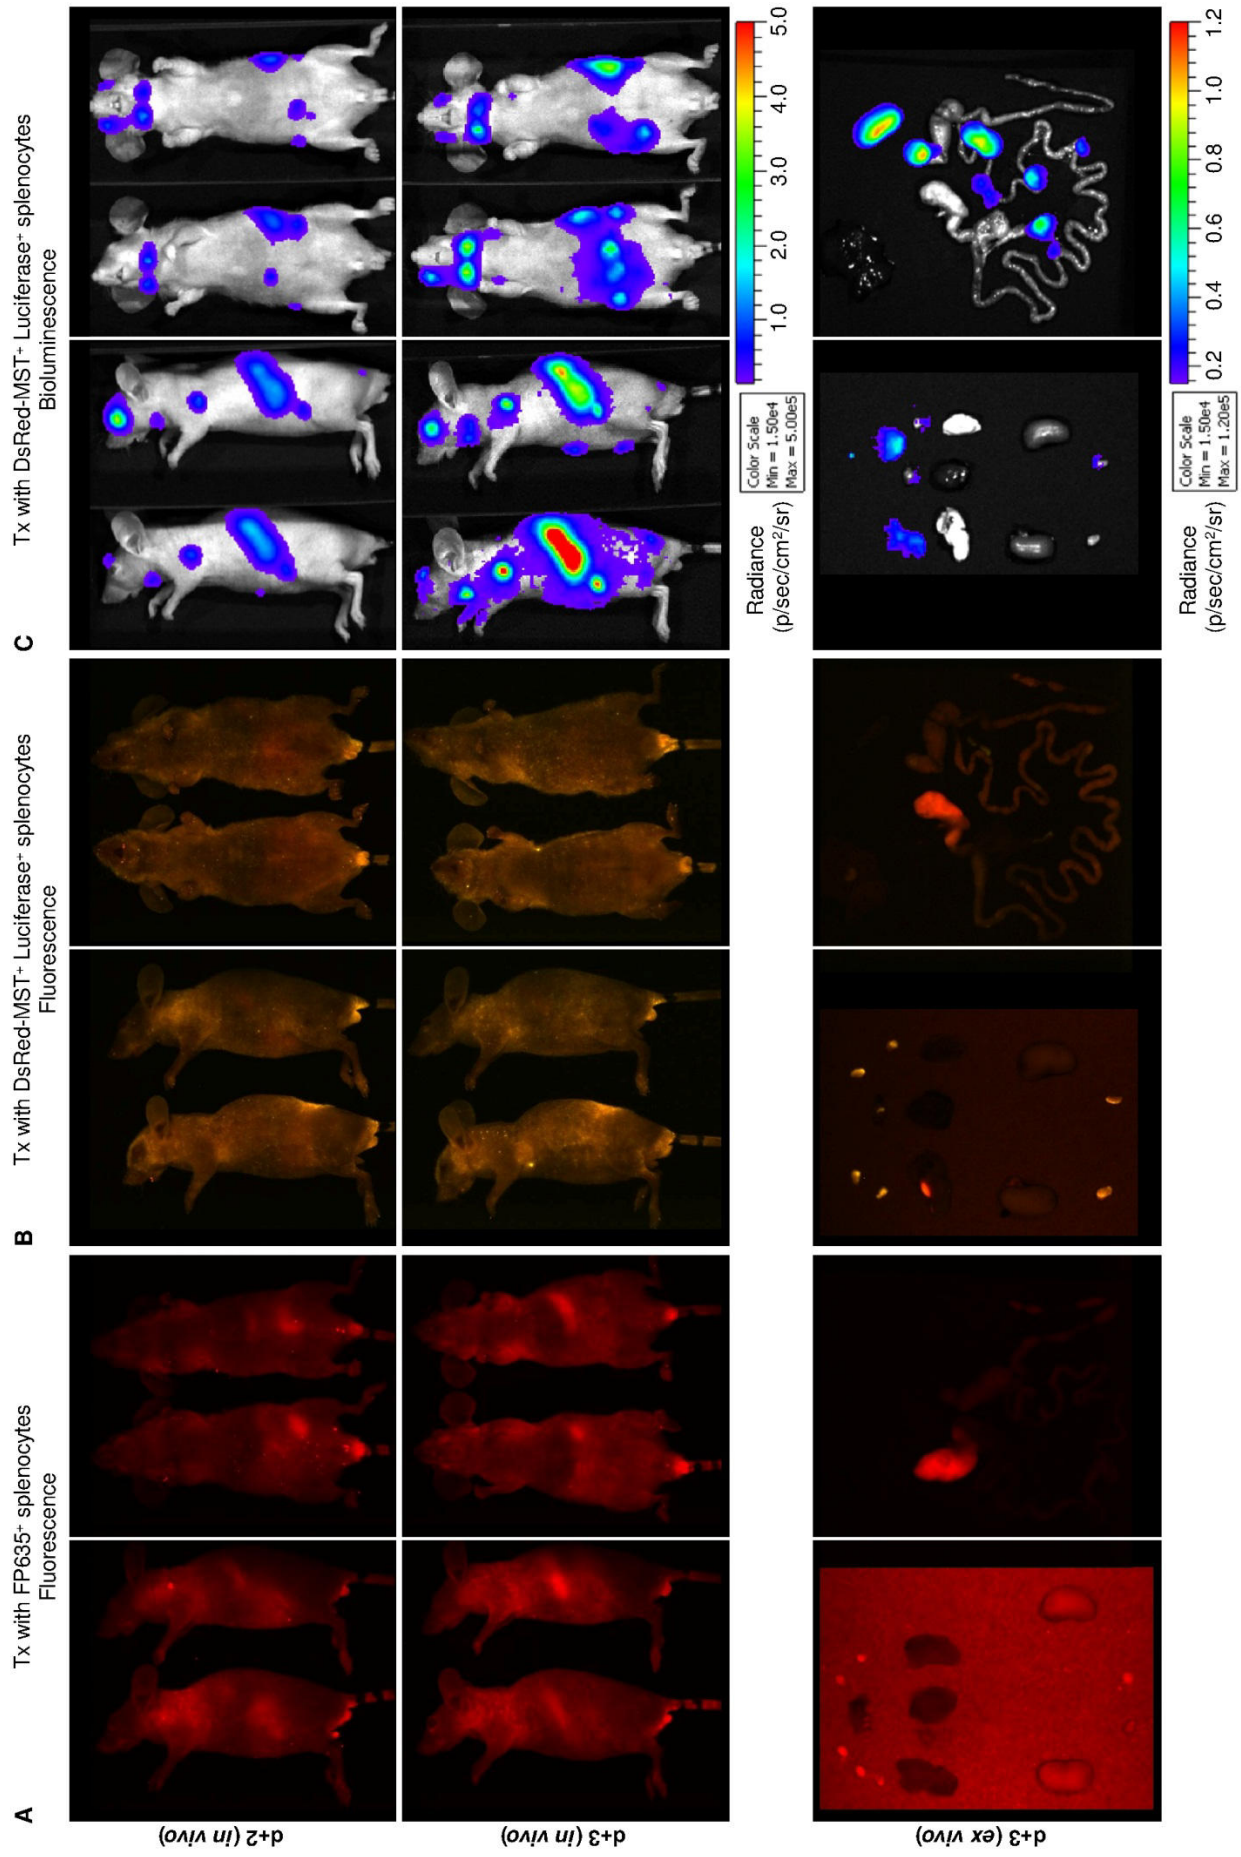 A
Tx with FP635+ splenocytes
Fluorescence
B
Tx with DsRed-MST+ Luciferase+ splenocytes
Fluorescence
C
Tx with DsRed-MST+ Luciferase+ splenocytes
Bioluminescence
d+2 (in vivo)
d+3 (in vivo)
Radiance
(p/sec/cm²/sr)
Color Scale
Min = 1.50e4
Max = 5.00e5
1.0
2.0
3.0
4.0
5.0
d+3 (ex vivo)
Radiance
(p/sec/cm²/sr)
Color Scale
Min = 1.50e4
Max = 1.20e5
0.2
0.4
0.6
0.8
1.0
1.2